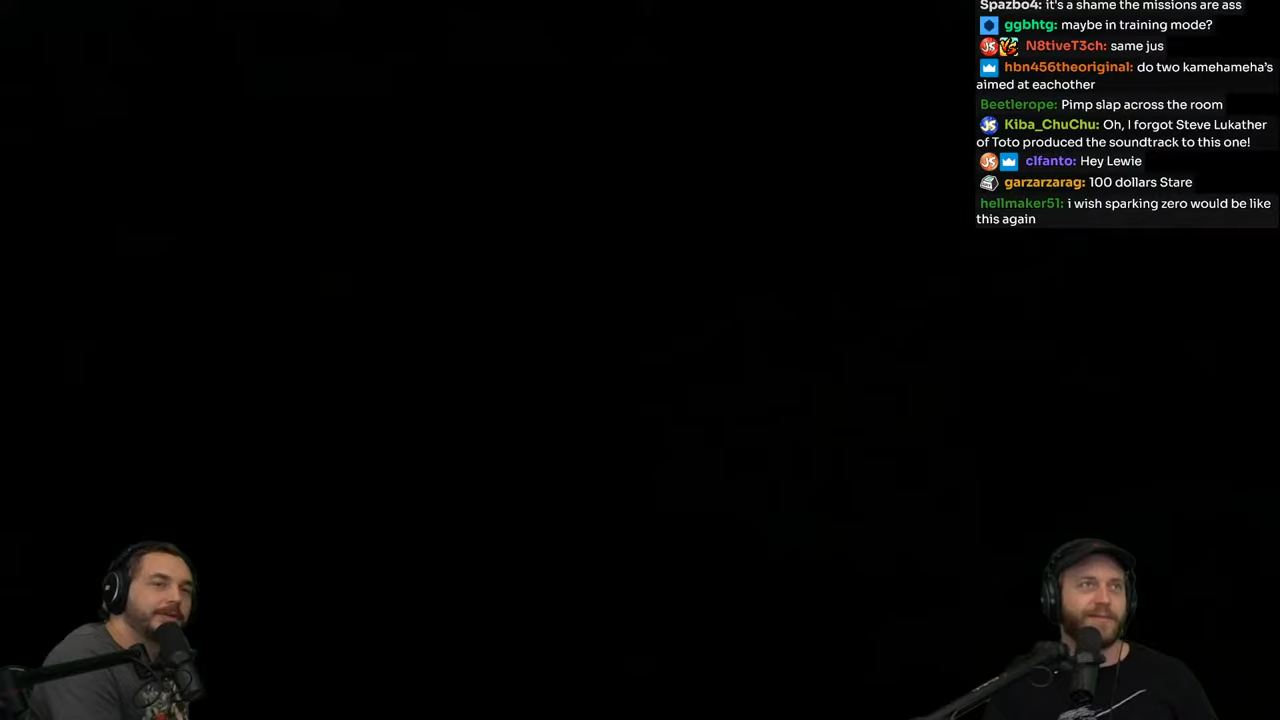 Spazbo4: it's a shame the missions are ass
ggbhtg: maybe in training mode?
N8tiveT3ch: same jus
hbn456theoriginal: do two kamehameha's
aimed at eachother
Beetlerope: Pimp slap across the room
Kiba_ChuChu: Oh, I forgot Steve Lukather
of Toto produced the soundtrack to this one!
clfanto: Hey Lewie
garzarzarag: 100 dollars Stare
hellmaker51: i wish sparking zero would be like
this again